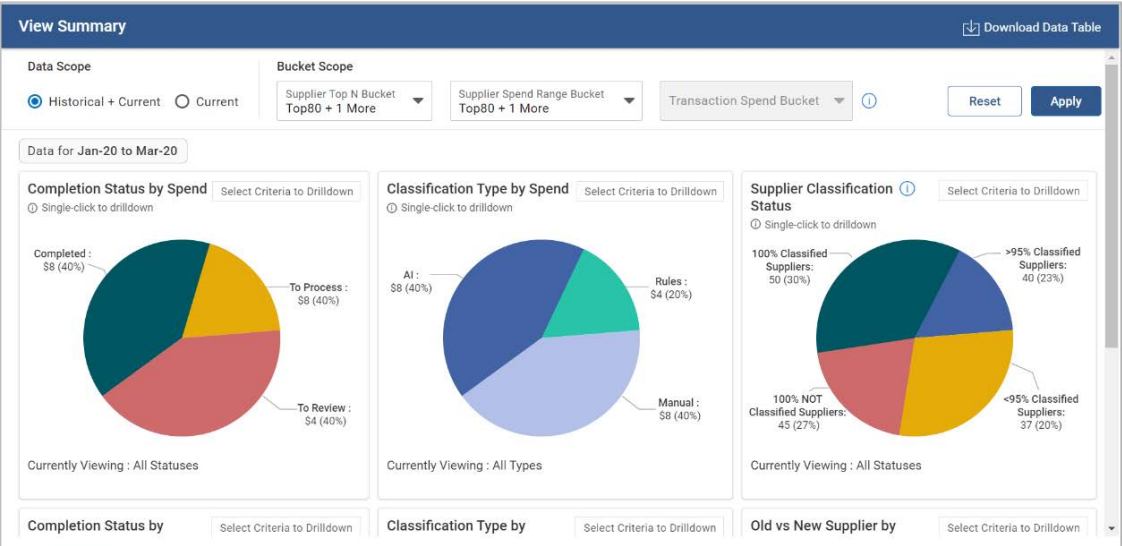 View Summary
Download Data Table
Data Scope
Bucket Scope
Historical + Current
Current
Supplier Top N Bucket
Top80 + 1 More
Supplier Spend Range Bucket
Top80 + 1 More
Transaction Spend Bucket
Reset
Apply
Data for Jan-20 to Mar-20
Completion Status by Spend
Select Criteria to Drilldown
Single-click to drilldown
Completed :
$8 (40%)
To Process :
$8 (40%)
To Review :
$4 (40%)
Currently Viewing : All Statuses
Classification Type by Spend
Select Criteria to Drilldown
Single-click to drilldown
AI :
$8 (40%)
Rules :
$4 (20%)
Manual :
$8 (40%)
Currently Viewing : All Types
Supplier Classification
Status
Select Criteria to Drilldown
Single-click to drilldown
100% Classified
Suppliers:
50 (30%)
>95% Classified
Suppliers:
40 (23%)
100% NOT
Classified Suppliers:
45 (27%)
<95% Classified
Suppliers:
37 (20%)
Currently Viewing : All Statuses
Completion Status by
Select Criteria to Drilldown
Classification Type by
Select Criteria to Drilldown
Old vs New Supplier by
Select Criteria to Drilldown